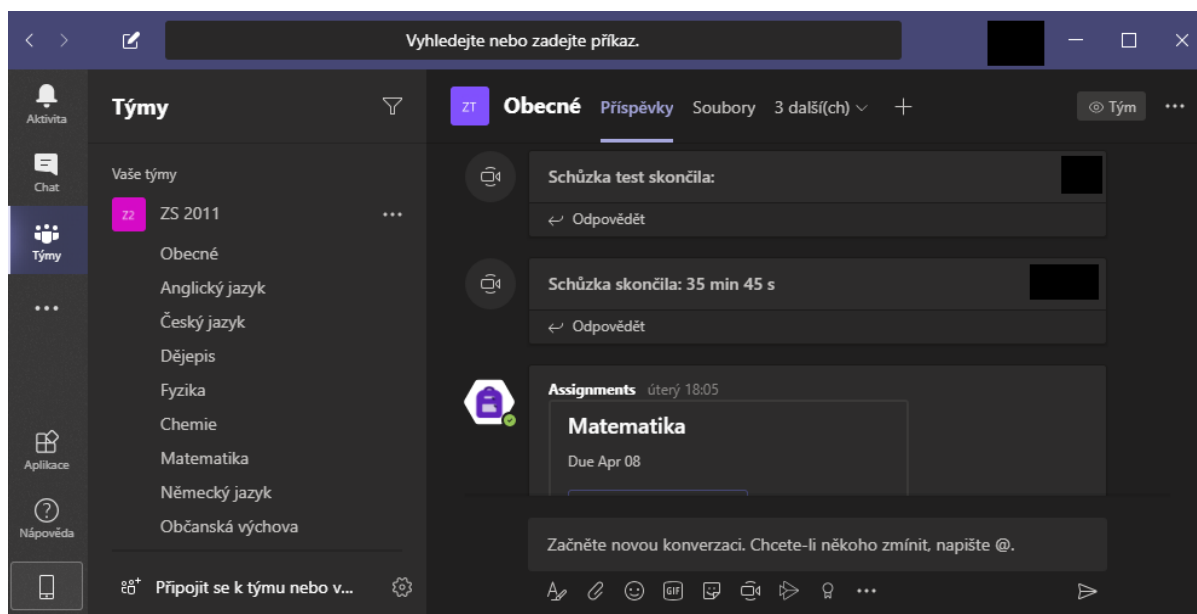 Vyhledejte nebo zadejte příkaz.
Aktivita
Chat
Týmy
Aplikace
Nápověda
Týmy
Vaše týmy
Z2 ZS 2011
Obecné
Anglický jazyk
Český jazyk
Dějepis
Fyzika
Chemie
Matematika
Německý jazyk
Občanská výchova
Připojit se k týmu nebo v...
ZT Obecné Příspěvky Soubory 3 další(ch) Tým
Schůzka test skončila:
Odpovědět
Schůzka skončila: 35 min 45 s
Odpovědět
Assignments úterý 18:05
Matematika
Due Apr 08
Začněte novou konverzaci. Chcete-li někoho zmínit, napište @.
GIF